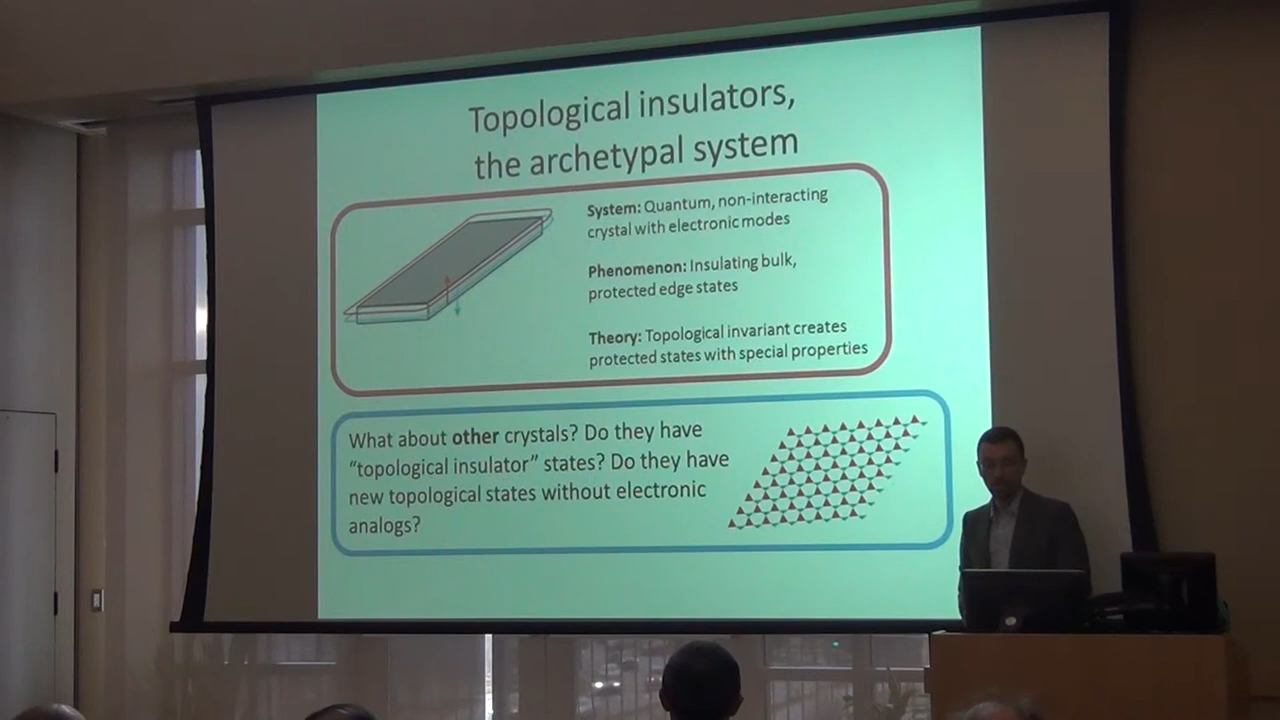 Topological insulators,
the archetypal system
System: Quantum, non-interacting
crystal with electronic modes
Phenomenon: Insulating bulk,
protected edge states
Theory: Topological invariant creates
protected states with special properties
What about other crystals? Do they have
“topological insulator” states? Do they have
new topological states without electronic
analogs?